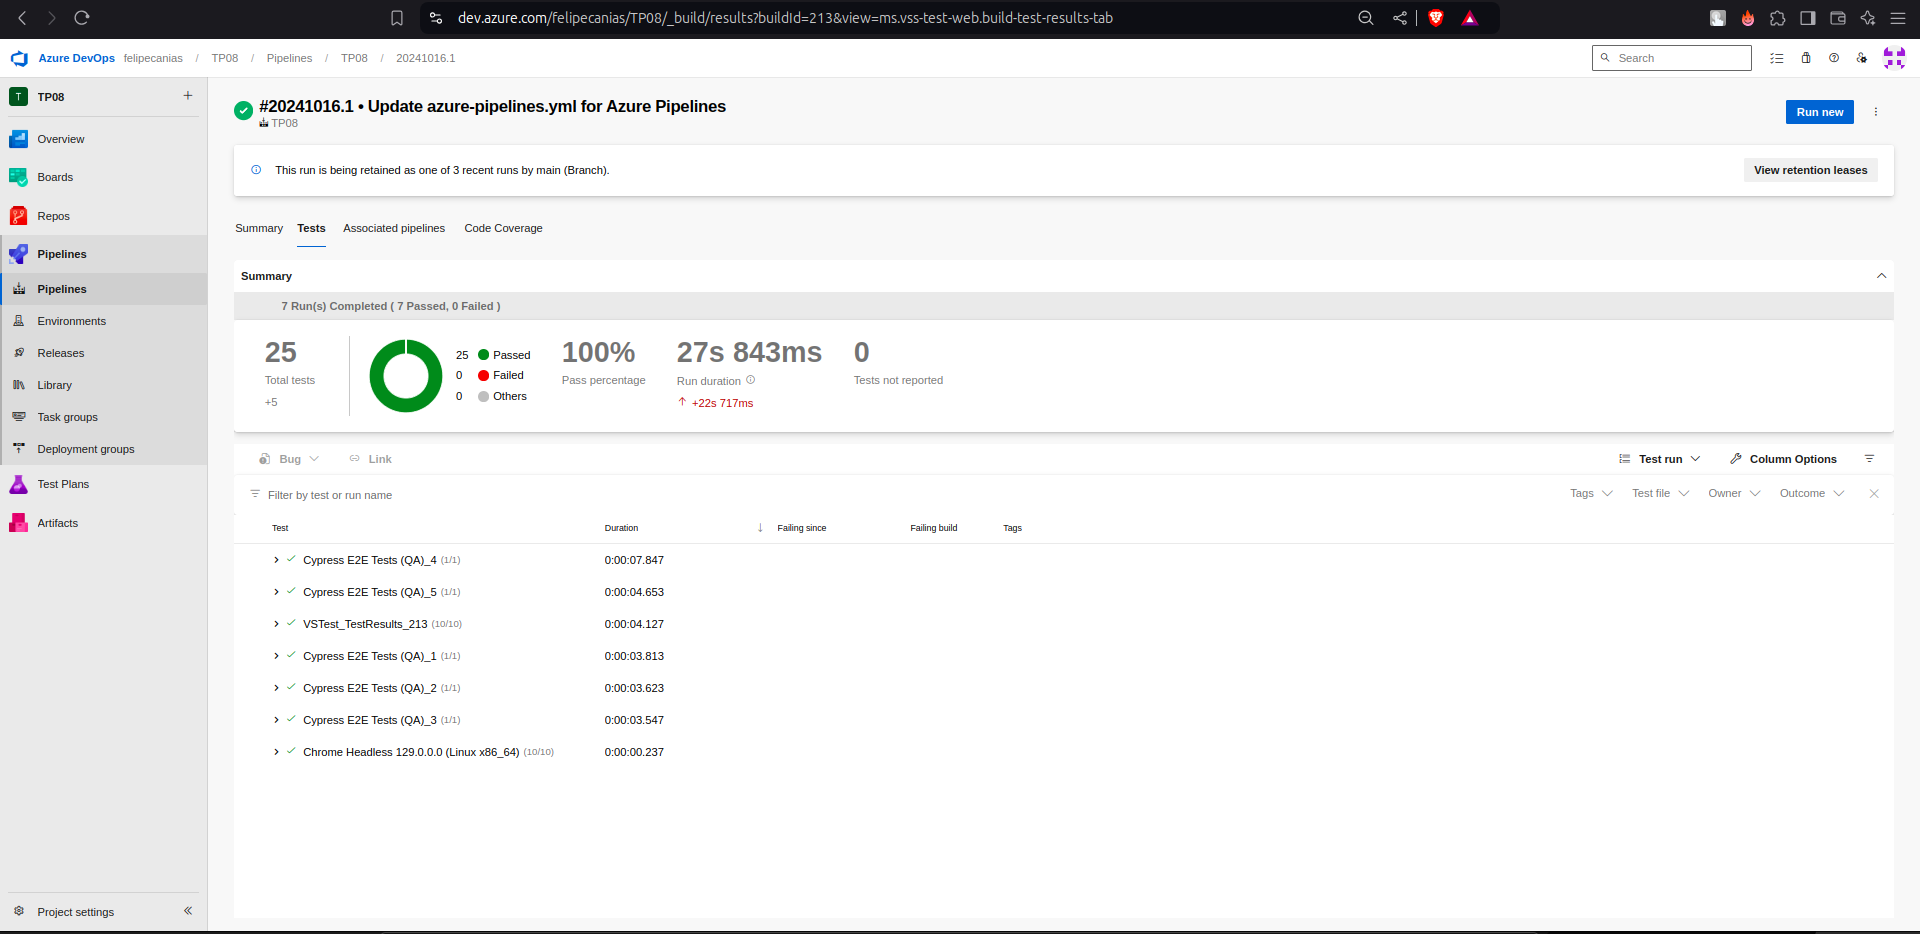 dev.azure.com/felipecanias/TP08/_build/results?buildId=213&view=ms.vss-test-web.build-test-results-tab
Azure DevOps felipecanias / TP08 / Pipelines / TP08 / 20241016.1
Search
T TP08
Overview
Boards
Repos
Pipelines
Pipelines
Environments
Releases
Library
Task groups
Deployment groups
Test Plans
Artifacts
Project settings
#20241016.1 • Update azure-pipelines.yml for Azure Pipelines
TP08
Run new
This run is being retained as one of 3 recent runs by main (Branch).
View retention leases
Summary Tests Associated pipelines Code Coverage
Summary
7 Run(s) Completed ( 7 Passed, 0 Failed )
25
Total tests
+5
25 Passed
0 Failed
0 Others
100%
Pass percentage
27s 843ms
Run duration
+22s 717ms
0
Tests not reported
Bug Link Test run Column Options
Filter by test or run name Tags Test file Owner Outcome
Test Duration Failing since Failing build Tags
Cypress E2E Tests (QA)_4 (1/1) 0:00:07.847
Cypress E2E Tests (QA)_5 (1/1) 0:00:04.653
VSTest_TestResults_213 (10/10) 0:00:04.127
Cypress E2E Tests (QA)_1 (1/1) 0:00:03.813
Cypress E2E Tests (QA)_2 (1/1) 0:00:03.623
Cypress E2E Tests (QA)_3 (1/1) 0:00:03.547
Chrome Headless 129.0.0.0 (Linux x86_64) (10/10) 0:00:00.237